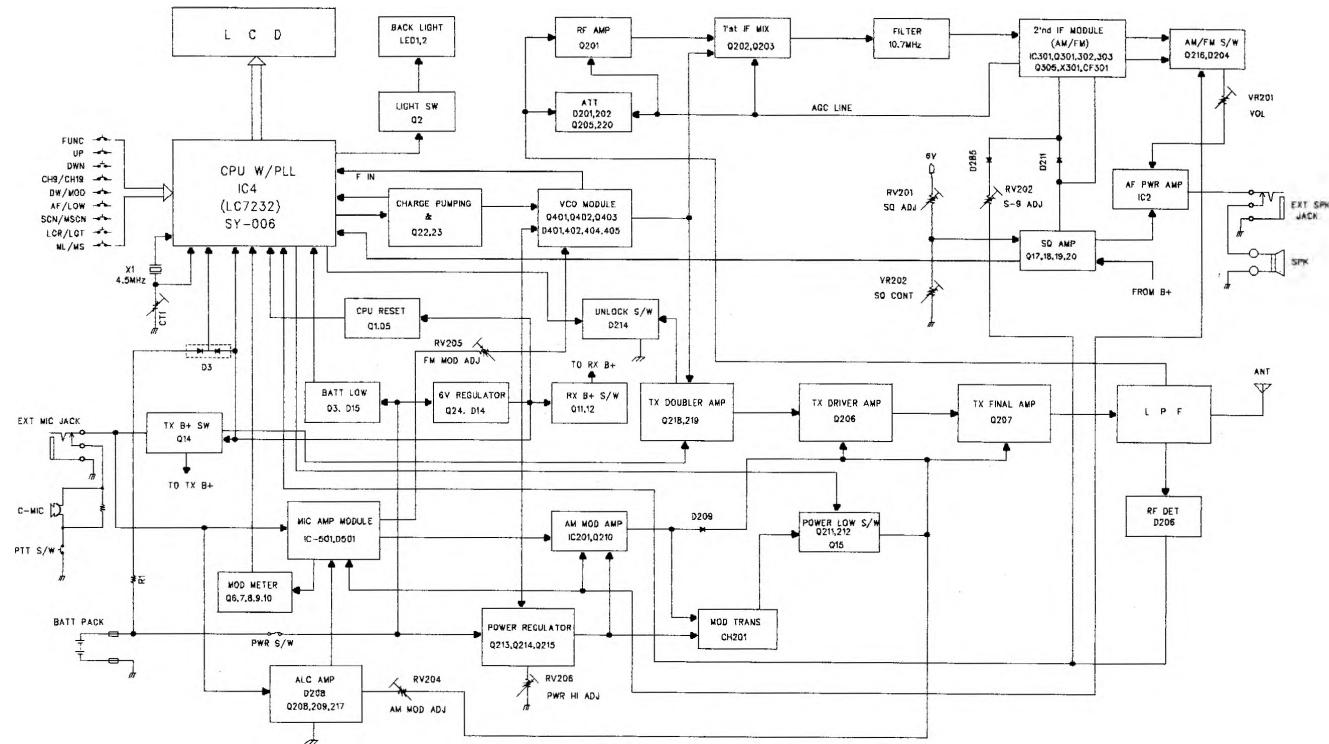 L C D
BACK LIGHT
LED1,2
LIGHT SW
Q2
RF AMP
Q201
1'st IF MIX
Q202,Q203
FILTER
10.7MHz
2'nd IF MODULE
(AM/FM)
IC301,Q301,302,303
Q305,X301,CF301
AM/FM S/W
Q216,D204
ATT
D201,202
Q205,220
AGC LINE
VR201
VOL
FUNC
UP
DWN
CH9/CH19
DW/MOD
AF/LOW
SCN/MSCN
LCR/LQT
ML/MS
CPU W/PLL
IC4
(LC7232)
SY-006
F IN
CHARGE PUMPING
&
Q22,23
VCO MODULE
Q401,Q402,Q403
D401,402,404,405
6V
RV201
SQ ADJ
D205
RV202
S-9 ADJ
D211
AF PWR AMP
IC2
EXT SPK
JACK
SPK
SQ AMP
Q17,18,19,20
FROM B+
VR202
SQ CONT
X1
4.5MHz
CT1
CPU RESET
Q1,D5
UNLOCK S/W
D214
RV205
FM MOD ADJ
D3
TO RX B+
BATT LOW
Q3, D15
6V REGULATOR
Q24, D14
RX B+ S/W
Q11,12
TX DOUBLER AMP
Q218,219
TX DRIVER AMP
Q206
TX FINAL AMP
Q207
L P F
ANT
EXT MIC JACK
TX B+ SW
Q14
TO TX B+
C-MIC
PTT S/W
R1
MIC AMP MODULE
IC-501,D501
AM MOD AMP
IC201,Q210
D209
POWER LOW S/W
Q211,212
Q15
RF DET
D206
MOD METER
Q6,7,8,9,10
BATT PACK
PWR S/W
POWER REGULATOR
Q213,Q214,Q215
MOD TRANS
CH201
RV206
PWR HI ADJ
ALC AMP
D208
Q208,209,217
RV204
AM MOD ADJ